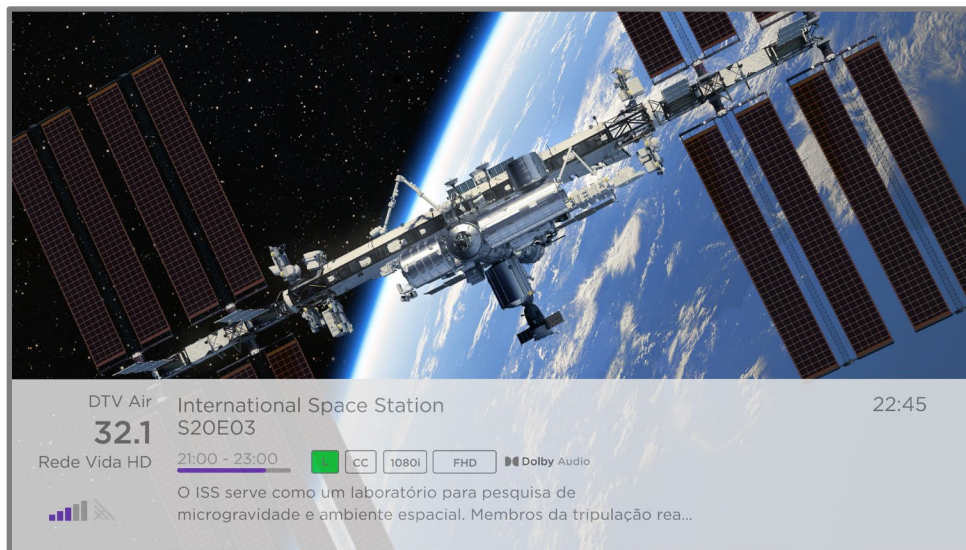 DTV Air
32.1
Rede Vida HD
International Space Station
S20E03
22:45
21:00 - 23:00
L
CC
1080i
FHD
Dolby Audio
O ISS serve como um laboratório para pesquisa de
microgravidade e ambiente espacial. Membros da tripulação rea...